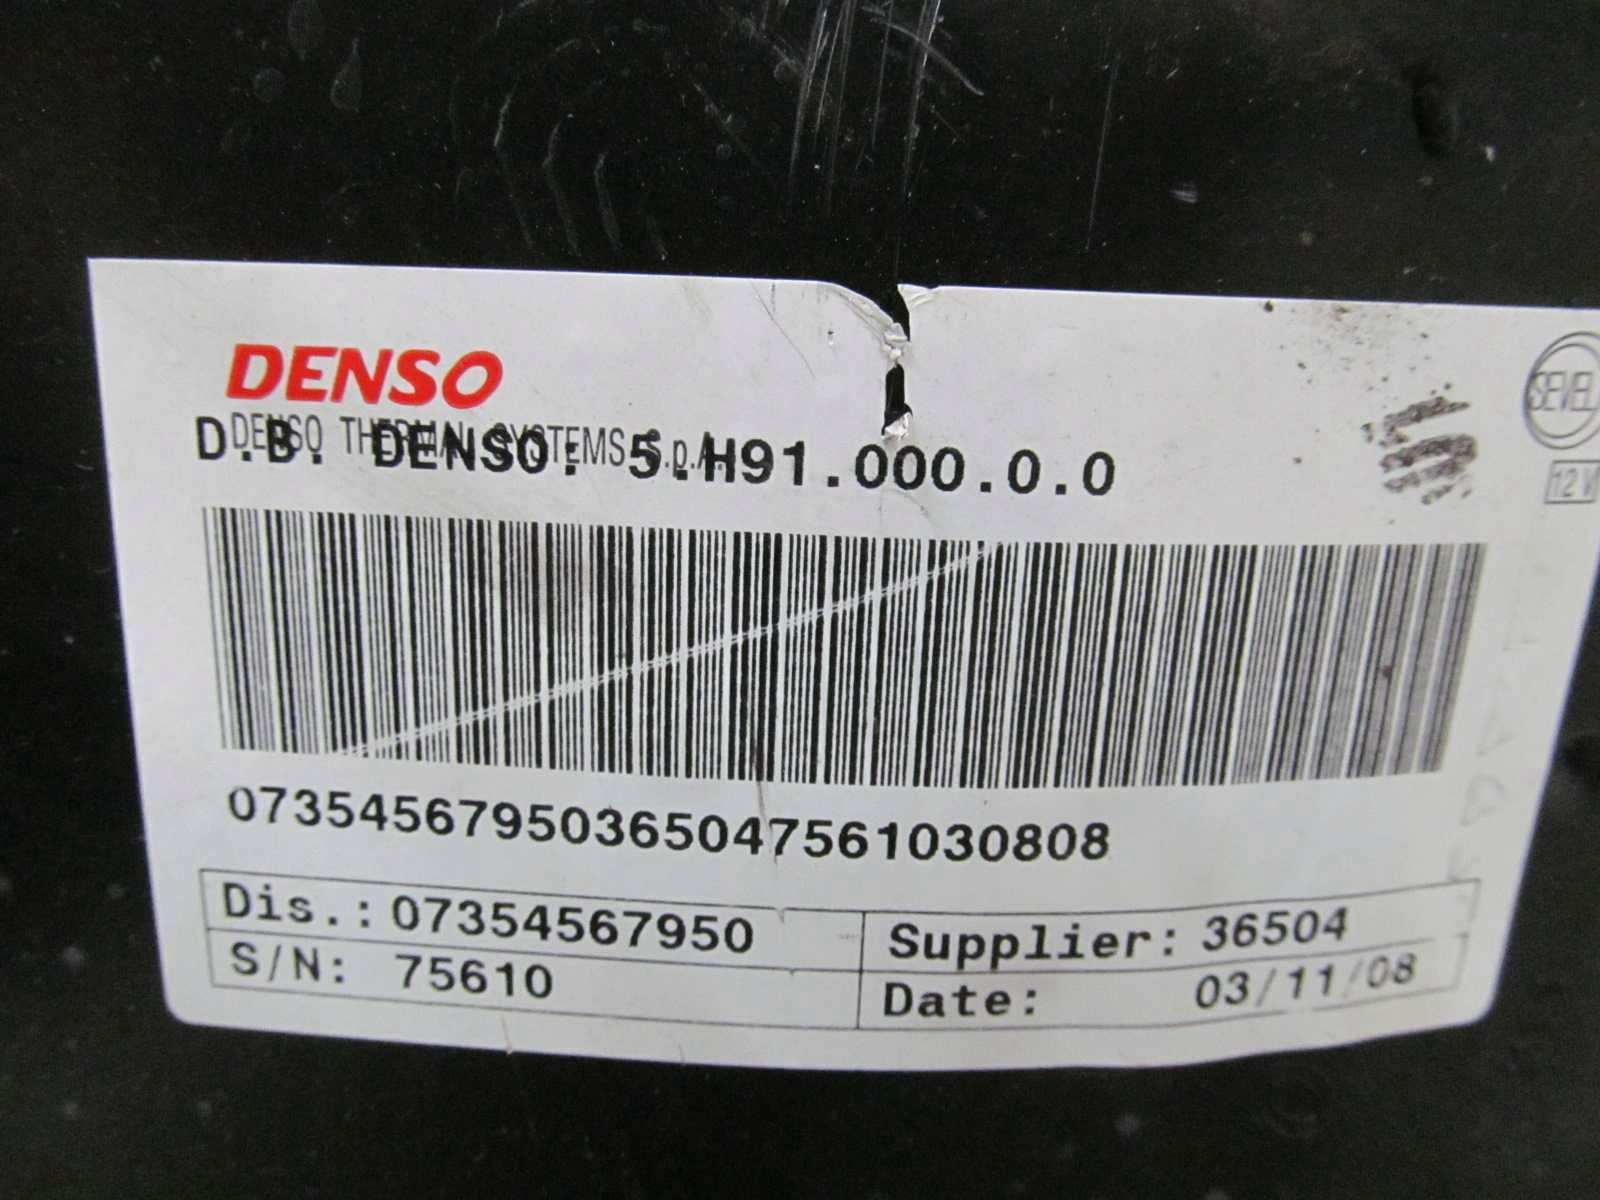 DENSO
DENSO THERMAL SYSTEMS S.p.A.
D.B. DENSO: 5.H91.000.0.0
SEVEL
12 V
07354567950365047561030808
Dis.: 07354567950
Supplier: 36504
S/N: 75610
Date: 03/11/08